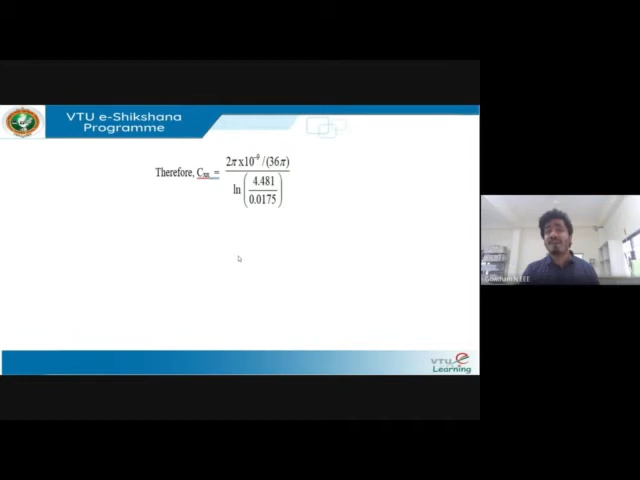 VTU e-Shikshana
Programme
Therefore, Cₐₙ = 2π x10⁻⁹ /(36π)
ln ( 4.481 / 0.0175 )
VTU e
Learning